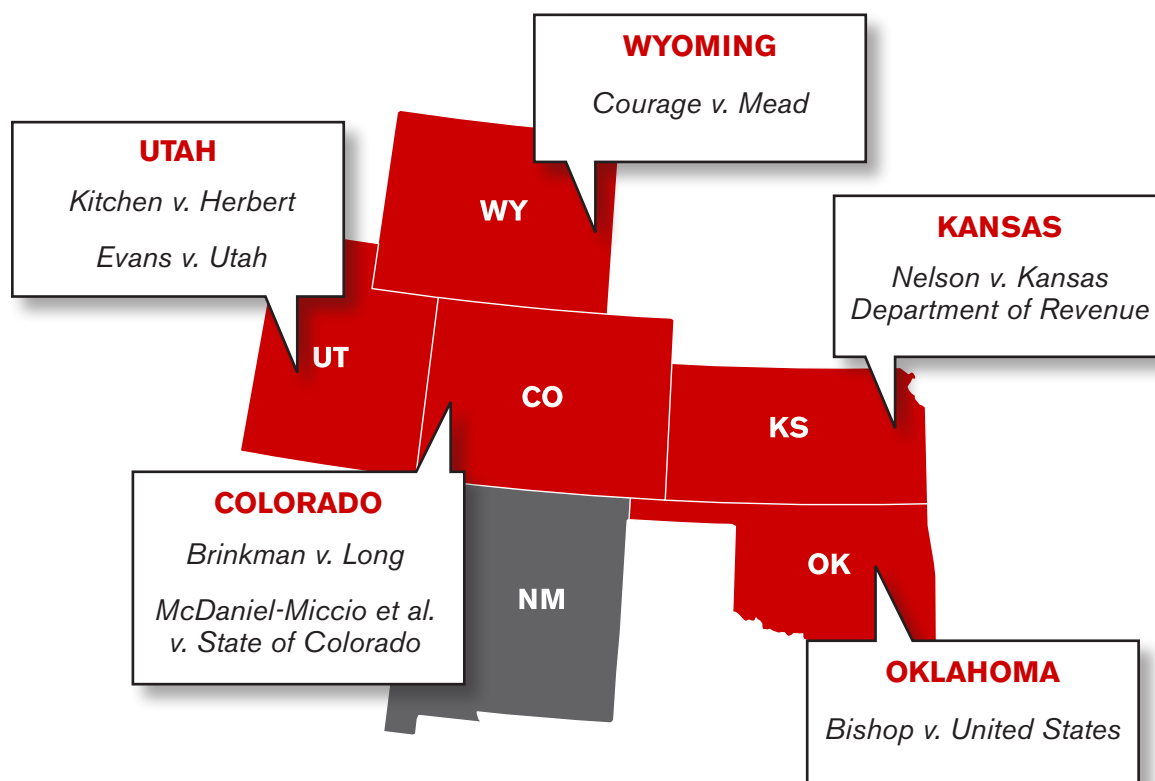 WYOMING
Courage v. Mead
UTAH
Kitchen v. Herbert
Evans v. Utah
WY
KANSAS
Nelson v. Kansas
Department of Revenue
UT
CO
KS
COLORADO
Brinkman v. Long
McDaniel-Miccio et al.
v. State of Colorado
NM
OK
OKLAHOMA
Bishop v. United States